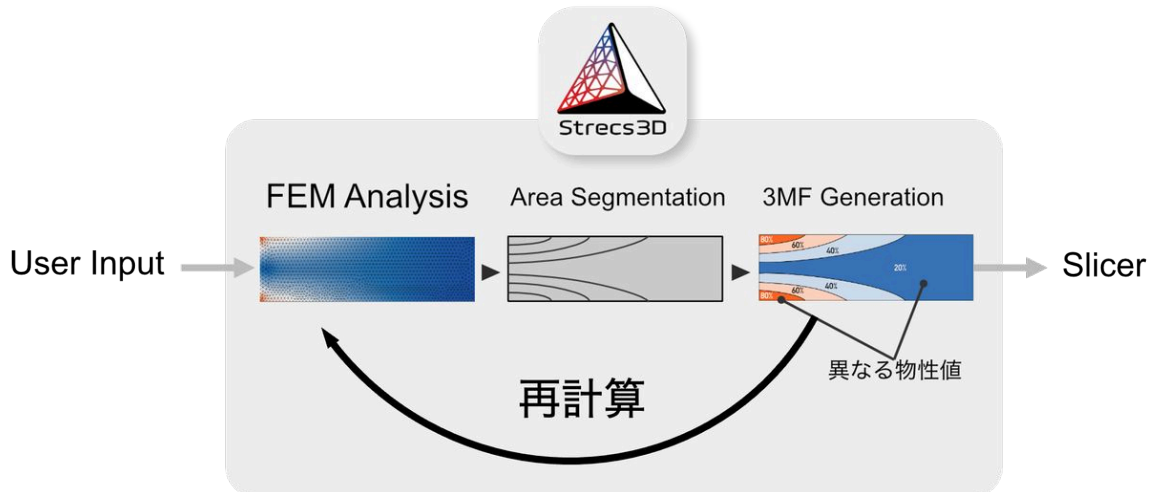 Strecs3D
FEM Analysis
Area Segmentation
3MF Generation
User Input
80%
60%
40%
20%
80%
60%
40%
Slicer
異なる物性値
再計算